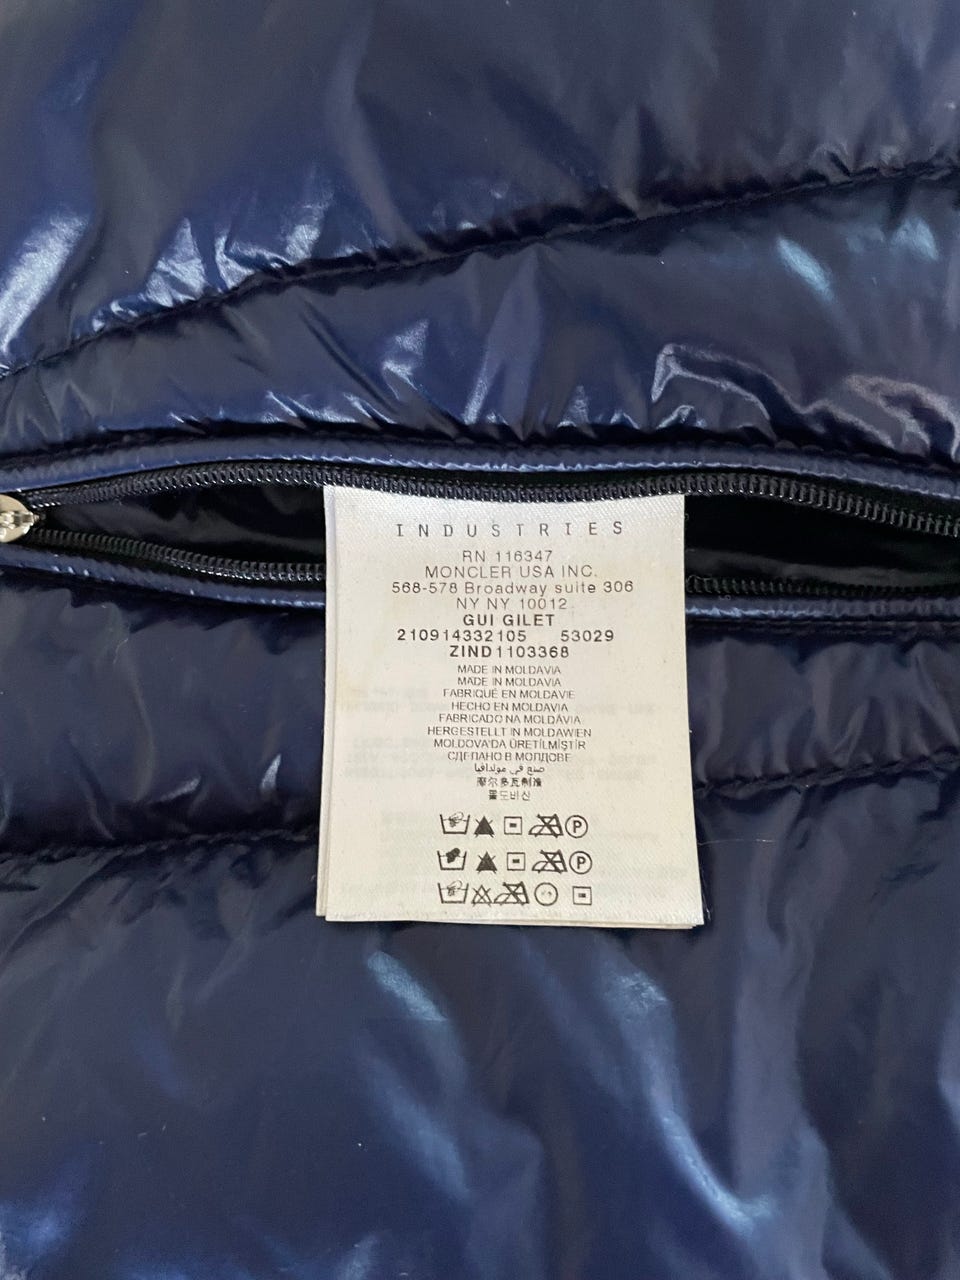 INDUSTRIES
RN 116347
MONCLER USA INC.
568-578 Broadway suite 306
NY NY 10012
GUI GILET
210914332105 53029
ZIND1103368
MADE IN MOLDAVIA
MADE IN MOLDAVIA
FABRIQUÉ EN MOLDAVIE
HECHO EN MOLDAVIA
FABRICADO NA MOLDÁVIA
HERGESTELLT IN MOLDAWIEN
MOLDOVA'DA ÜRETİLMİŞTİR
СДЕЛАНО В МОЛДОВЕ
صنع في مولدافيا
摩尔多瓦制造
몰도바산
P
P